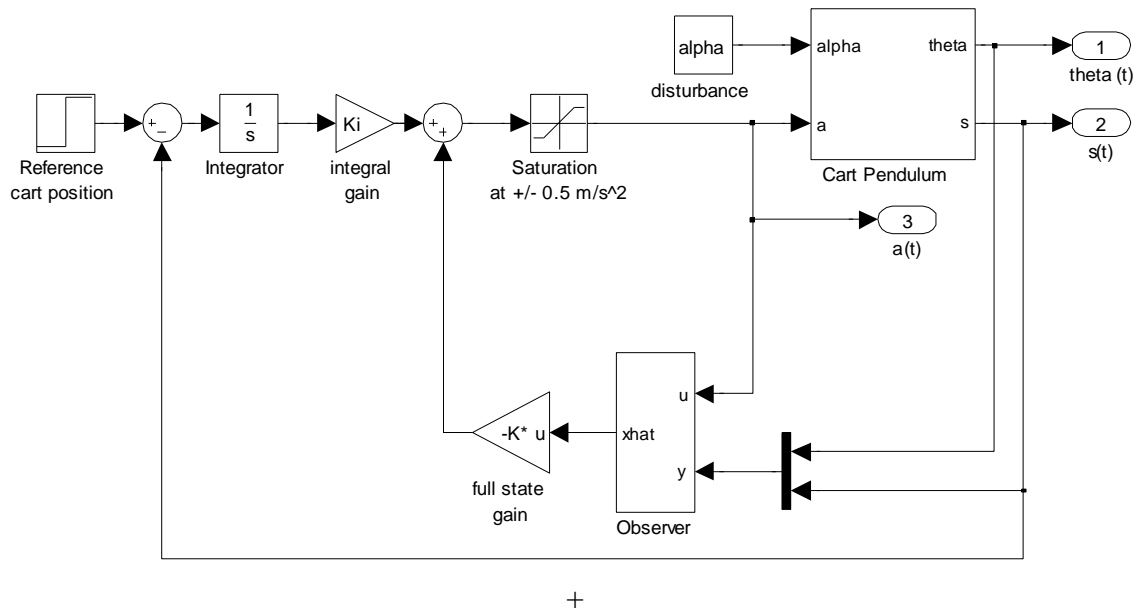 alpha
disturbance
alpha
theta
a
s
Cart Pendulum
1
theta (t)
2
s(t)
3
a(t)
Reference
cart position
+
−
1
s
Integrator
Ki
integral
gain
+
+
Saturation
at +/- 0.5 m/s^2
-K* u
full state
gain
xhat
u
y
Observer
+